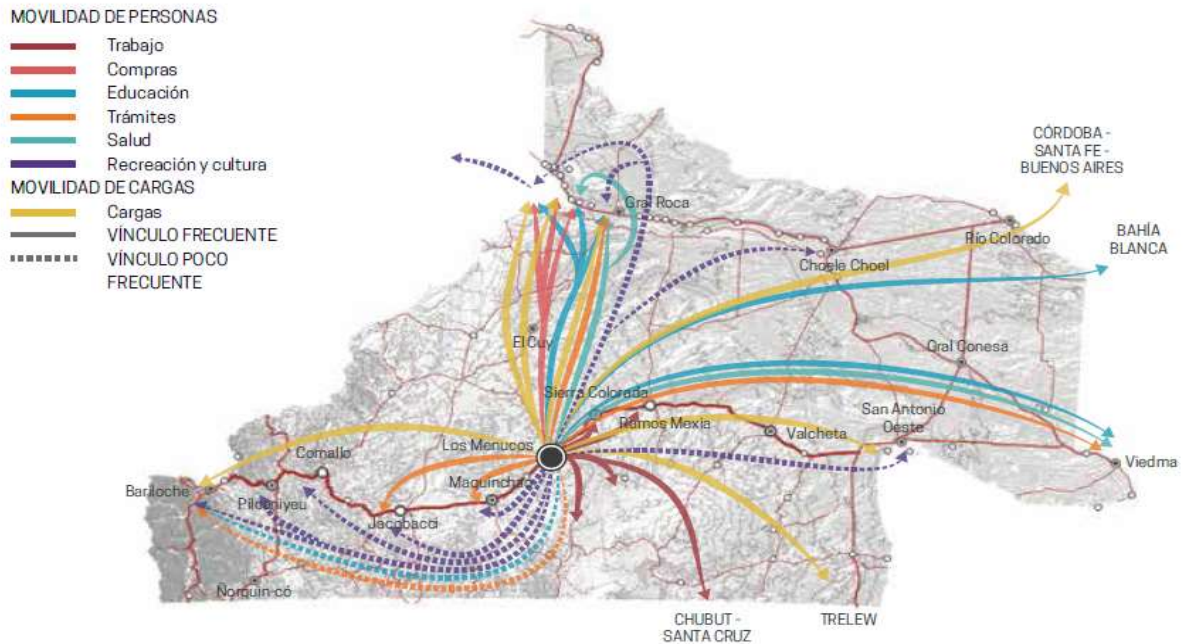 MOVILIDAD DE PERSONAS
Trabajo
Compras
Educación
Trámites
Salud
Recreación y cultura
MOVILIDAD DE CARGAS
Cargas
VÍNCULO FRECUENTE
VÍNCULO POCO
FRECUENTE
CÓRDOBA -
SANTA FE -
BUENOS AIRES
Gral Roca
Río Colorado
BAHÍA
BLANCA
Choele Choel
El Cuy
Gral Conesa
Sierra Colorada
San Antonio
Oeste
Ramos Mexia
Valcheta
Los Menucos
Comallo
Viedma
Bariloche
Maquinchao
Pilcaniyeu
Jacobacci
Norquin-có
CHUBUT -
SANTA CRUZ
TRELEW